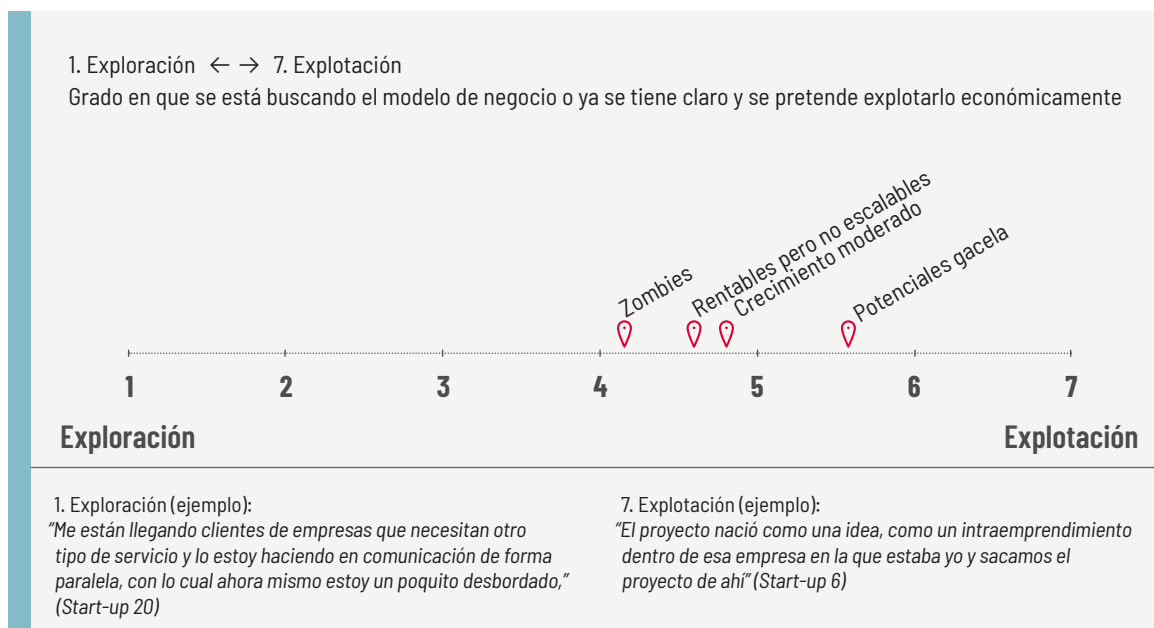 1. Exploración ← → 7. Explotación
Grado en que se está buscando el modelo de negocio o ya se tiene claro y se pretende explotarlo económicamente
Zombies
Rentables pero no escalables
Crecimiento moderado
Potenciales gacela
1 2 3 4 5 6 7
Exploración Explotación
1. Exploración (ejemplo):
“Me están llegando clientes de empresas que necesitan otro
tipo de servicio y lo estoy haciendo en comunicación de forma
paralela, con lo cual ahora mismo estoy un poquito desbordado,”
(Start-up 20)
7. Explotación (ejemplo):
“El proyecto nació como una idea, como un intraemprendimiento
dentro de esa empresa en la que estaba yo y sacamos el
proyecto de ahí” (Start-up 6)